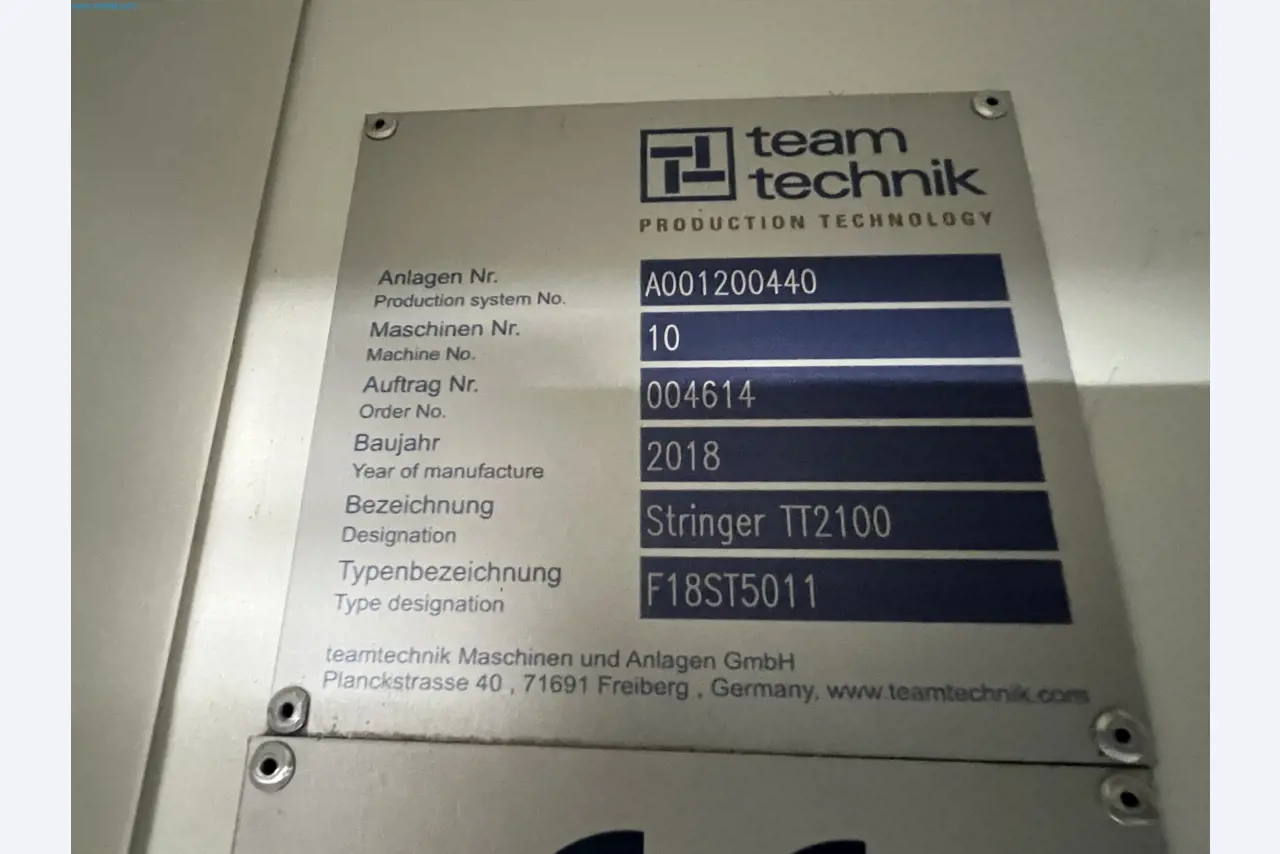 team
technik
PRODUCTION TECHNOLOGY
Anlagen Nr.
Production system No.
A001200440
Maschinen Nr.
Machine No.
10
Auftrag Nr.
Order No.
004614
Baujahr
Year of manufacture
2018
Bezeichnung
Designation
Stringer TT2100
Typenbezeichnung
Type designation
F18ST5011
teamtechnik Maschinen und Anlagen GmbH
Planckstrasse 40 , 71691 Freiberg , Germany, www.teamtechnik.com